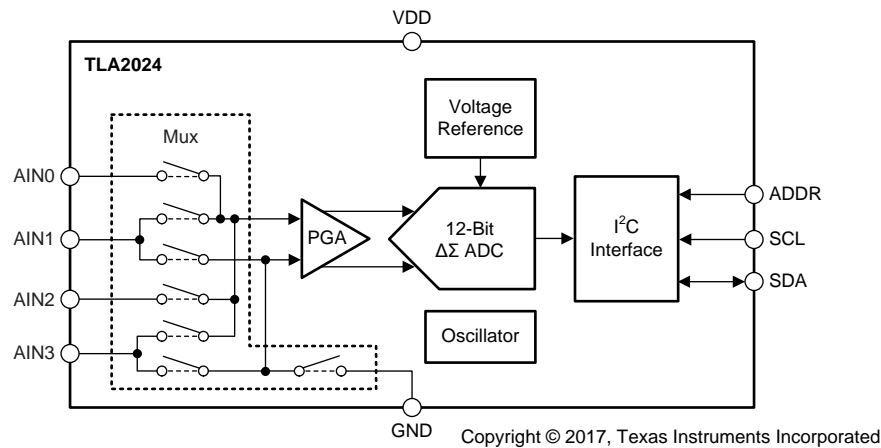 VDD
TLA2024
Voltage
Reference
Mux
AIN0
AIN1
AIN2
AIN3
PGA
12-Bit
ΔΣ ADC
I²C
Interface
ADDR
SCL
SDA
Oscillator
GND
Copyright © 2017, Texas Instruments Incorporated